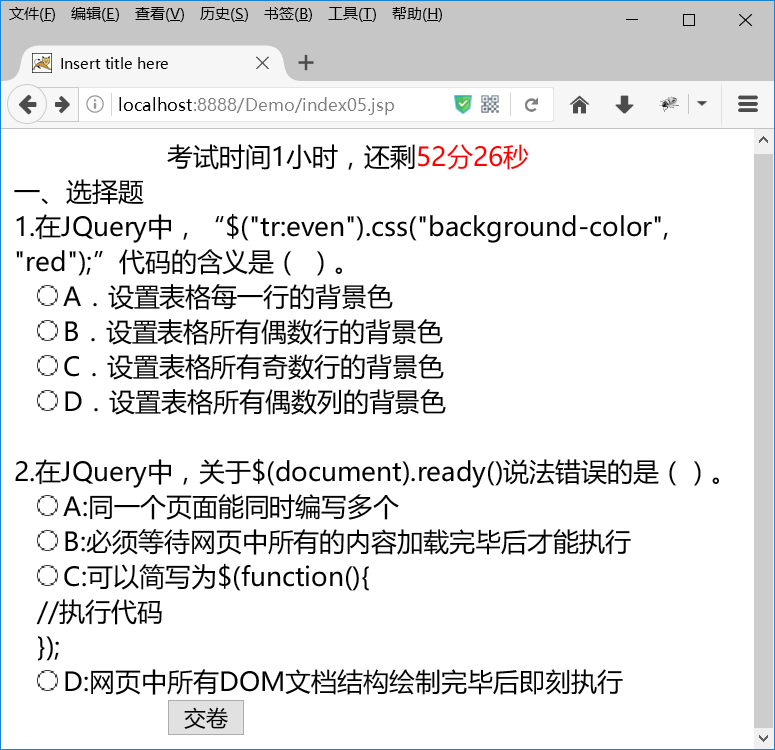 文件(F) 编辑(E) 查看(V) 历史(S) 书签(B) 工具(T) 帮助(H)
Insert title here
localhost:8888/Demo/index05.jsp
考试时间1小时，还剩52分26秒
一、选择题
1.在JQuery中，“$("tr:even").css("background-color",
"red");”代码的含义是（  ）。
A．设置表格每一行的背景色
B．设置表格所有偶数行的背景色
C．设置表格所有奇数行的背景色
D．设置表格所有偶数列的背景色
2.在JQuery中，关于$(document).ready()说法错误的是（ ）。
A:同一个页面能同时编写多个
B:必须等待网页中所有的内容加载完毕后才能执行
C:可以简写为$(function(){
//执行代码
});
D:网页中所有DOM文档结构绘制完毕后即刻执行
交卷